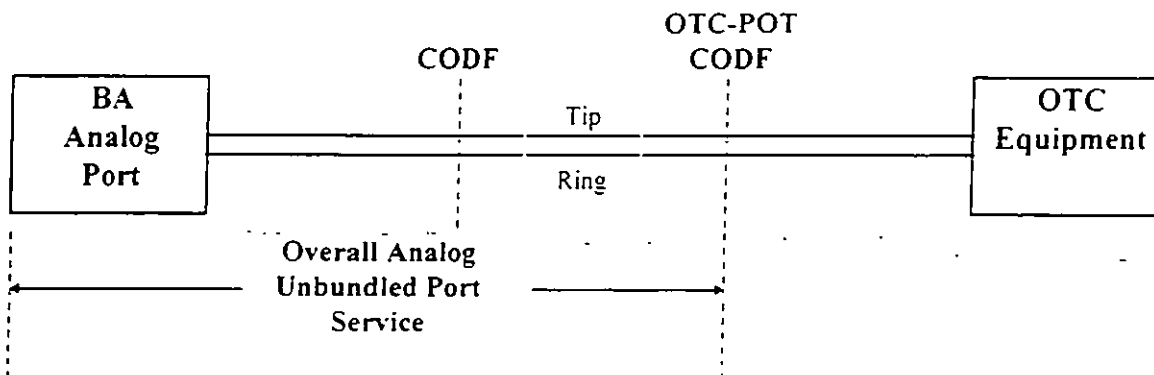 OTC-POT
CODF
CODF
BA
Analog
Port
Tip
Ring
OTC
Equipment
Overall Analog
Unbundled Port
Service